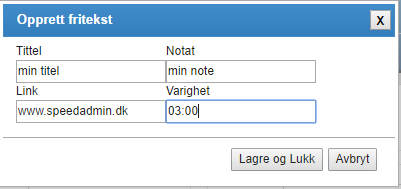 Opprett fritekst X
Tittel Notat
min titel min note
Link Varighet
www.speedadmin.dk 03:00
Lagre og Lukk Avbryt